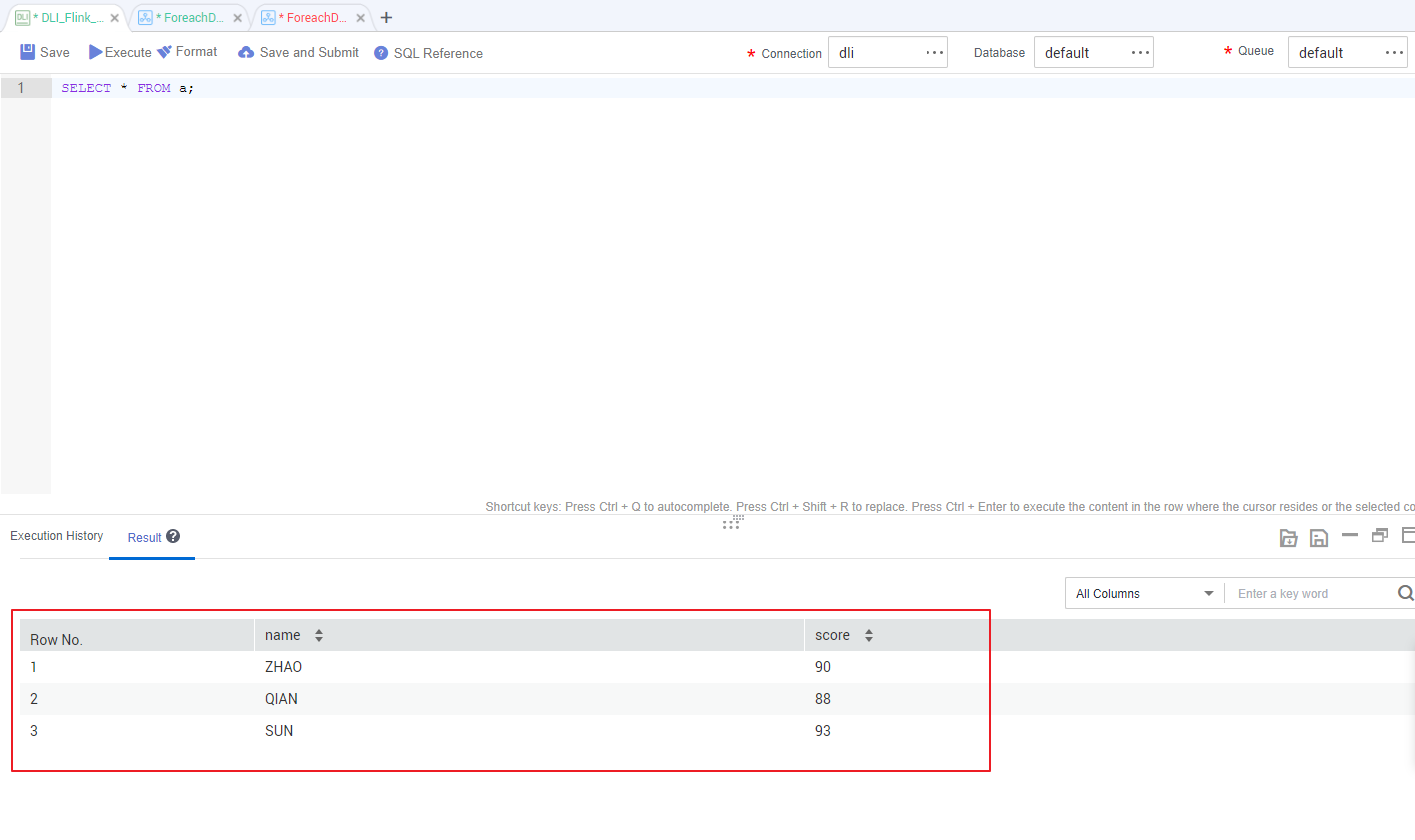 DLI * DLI_Flink_... * ForeachD... * ForeachD...
Save Execute Format Save and Submit SQL Reference * Connection dli Database default * Queue default
1 SELECT * FROM a;
Shortcut keys: Press Ctrl + Q to autocomplete. Press Ctrl + Shift + R to replace. Press Ctrl + Enter to execute the content in the row where the cursor resides or the selected co
Execution History Result
All Columns Enter a key word
Row No. name score
1 ZHAO 90
2 QIAN 88
3 SUN 93